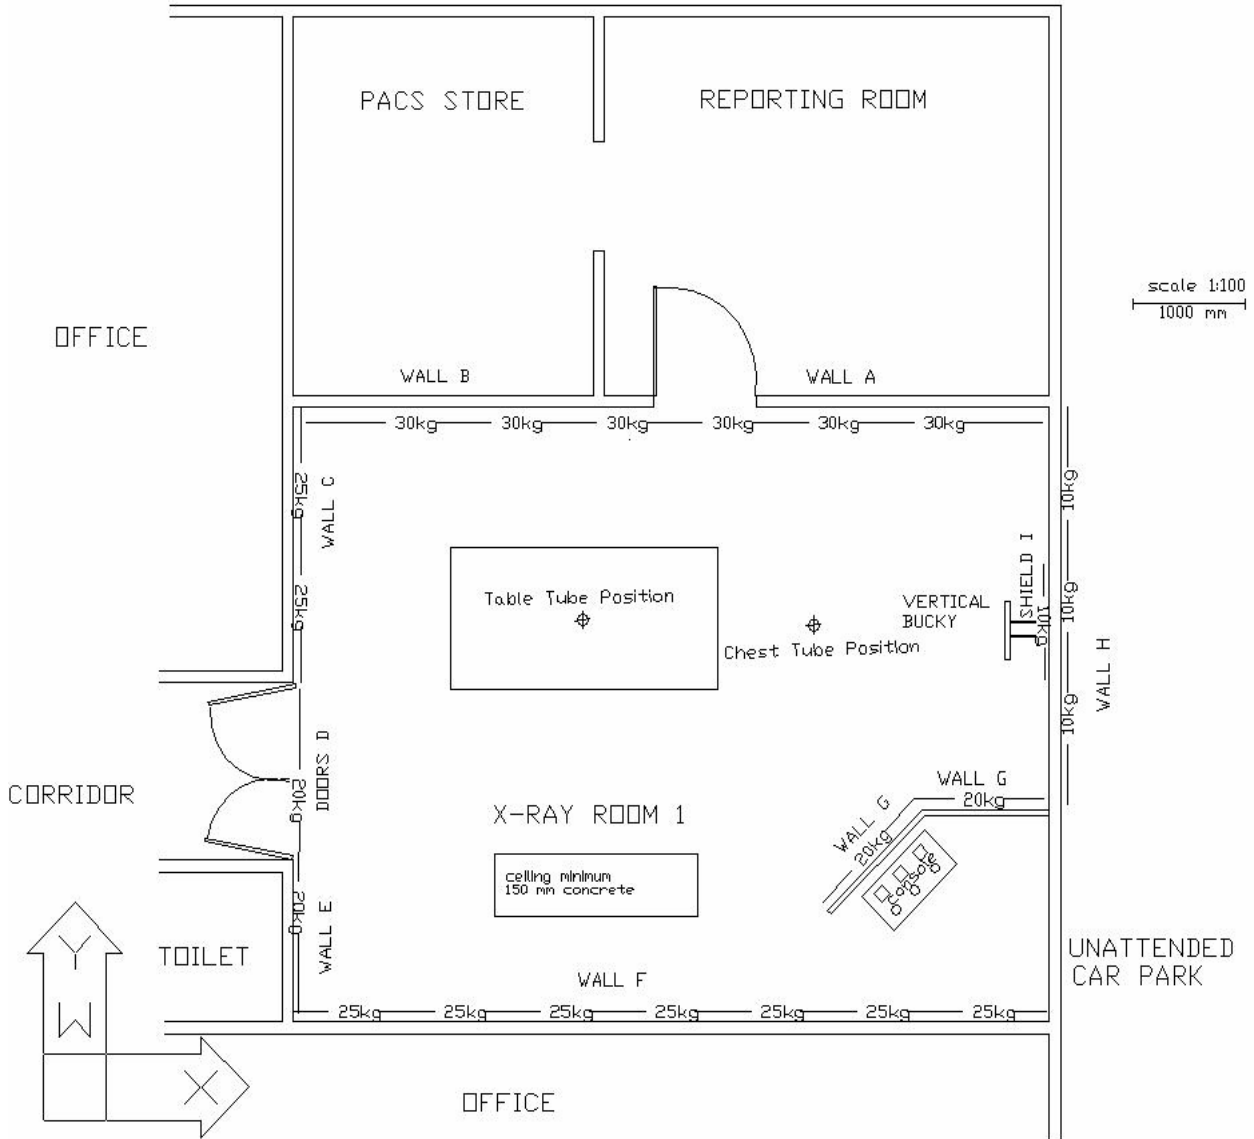 PACS STORE
REPORTING ROOM
scale 1:100
1000 mm
OFFICE
WALL B
WALL A
30kg 30kg 30kg 30kg 30kg 30kg
25kg
25kg
WALL C
10kg
10kg
10kg
WALL H
SHIELD I
10kg
VERTICAL
BUCKY
Table Tube Position
Chest Tube Position
DOORS D
20kg
CORRIDOR
X-RAY ROOM 1
WALL G
20kg
WALL G
20kg
console
ceiling minimum
150 mm concrete
20kg
WALL E
TOILET
WALL F
25kg 25kg 25kg 25kg 25kg 25kg 25kg
UNATTENDED
CAR PARK
Y
W
X
OFFICE